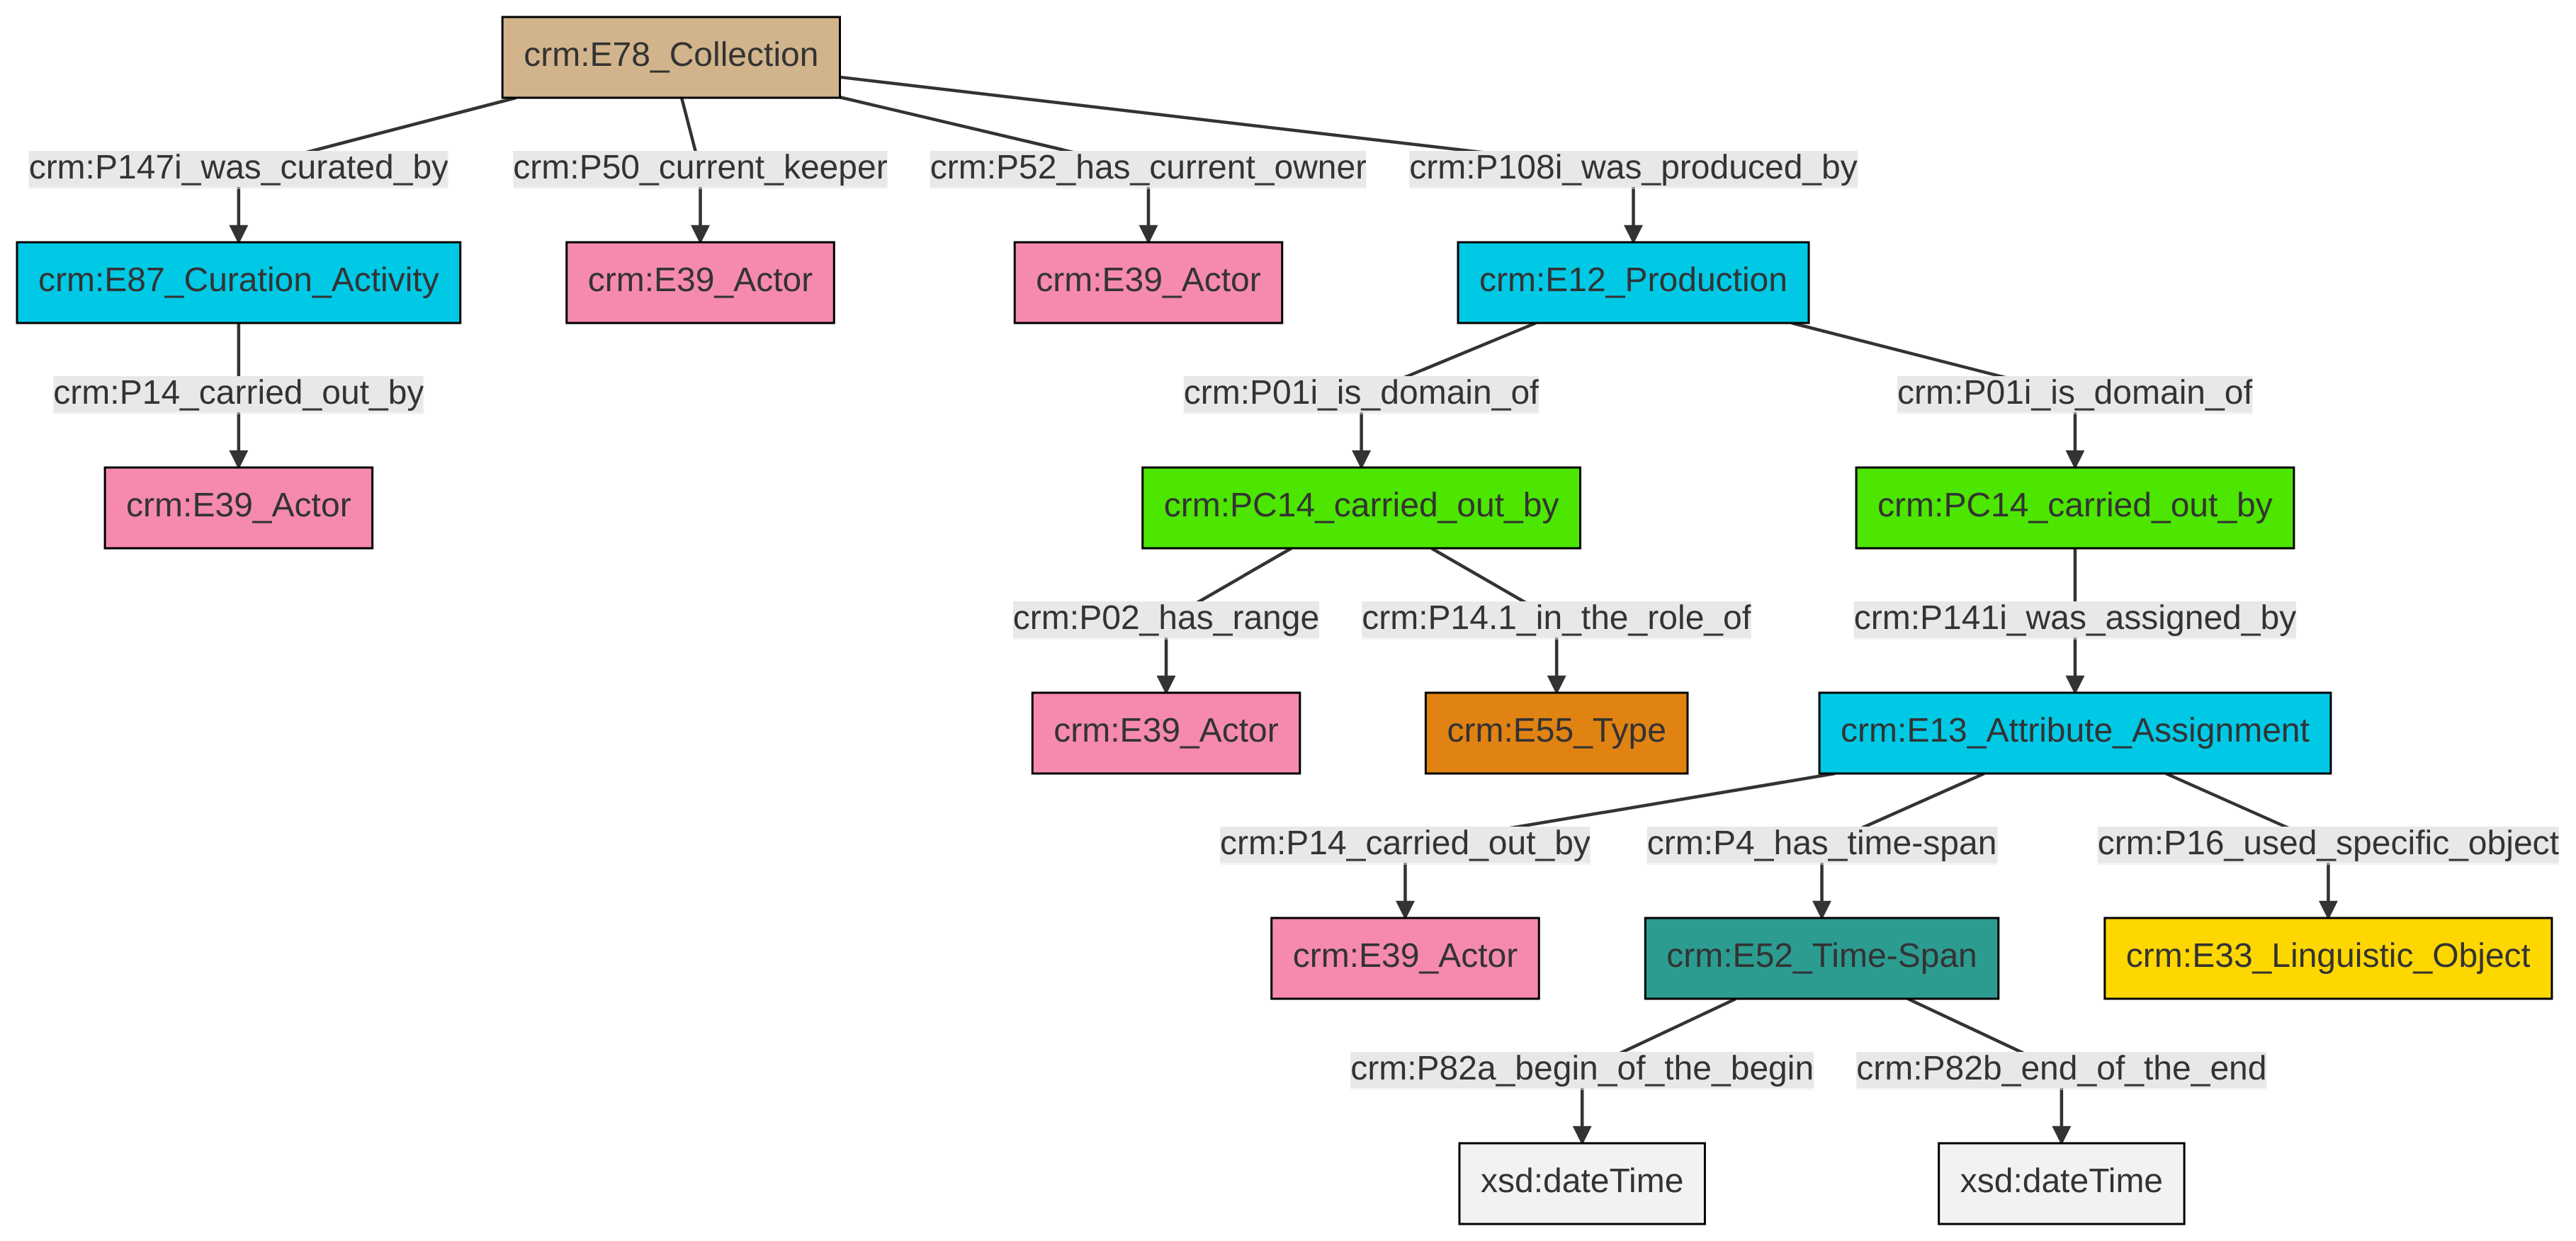 crm:E78_Collection
crm:P147i_was_curated_by
crm:P50_current_keeper
crm:P52_has_current_owner
crm:P108i_was_produced_by
crm:E87_Curation_Activity
crm:E39_Actor
crm:E39_Actor
crm:E12_Production
crm:P14_carried_out_by
crm:P01i_is_domain_of
crm:P01i_is_domain_of
crm:E39_Actor
crm:PC14_carried_out_by
crm:PC14_carried_out_by
crm:P02_has_range
crm:P14.1_in_the_role_of
crm:P141i_was_assigned_by
crm:E39_Actor
crm:E55_Type
crm:E13_Attribute_Assignment
crm:P14_carried_out_by
crm:P4_has_time-span
crm:P16_used_specific_object
crm:E39_Actor
crm:E52_Time-Span
crm:E33_Linguistic_Object
crm:P82a_begin_of_the_begin
crm:P82b_end_of_the_end
xsd:dateTime
xsd:dateTime